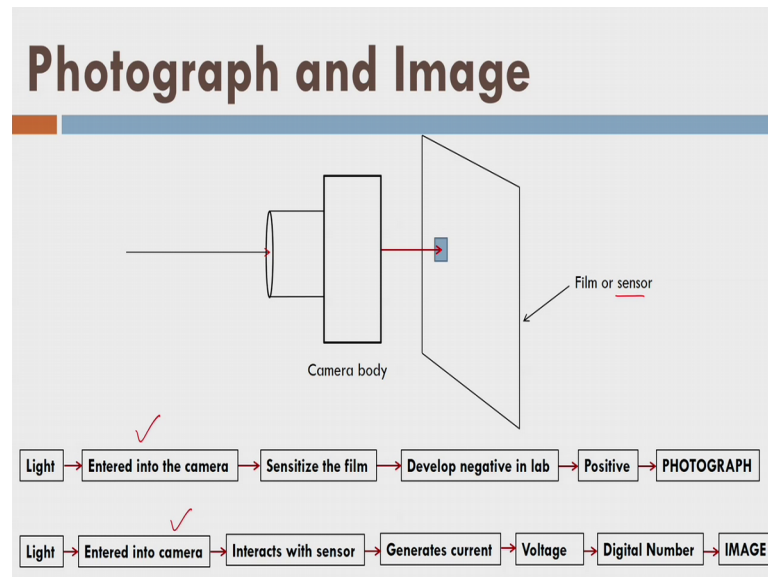 Photograph and Image
Film or sensor
Camera body
Light Entered into the camera Sensitize the film Develop negative in lab Positive PHOTOGRAPH
Light Entered into camera Interacts with sensor Generates current Voltage Digital Number IMAGE